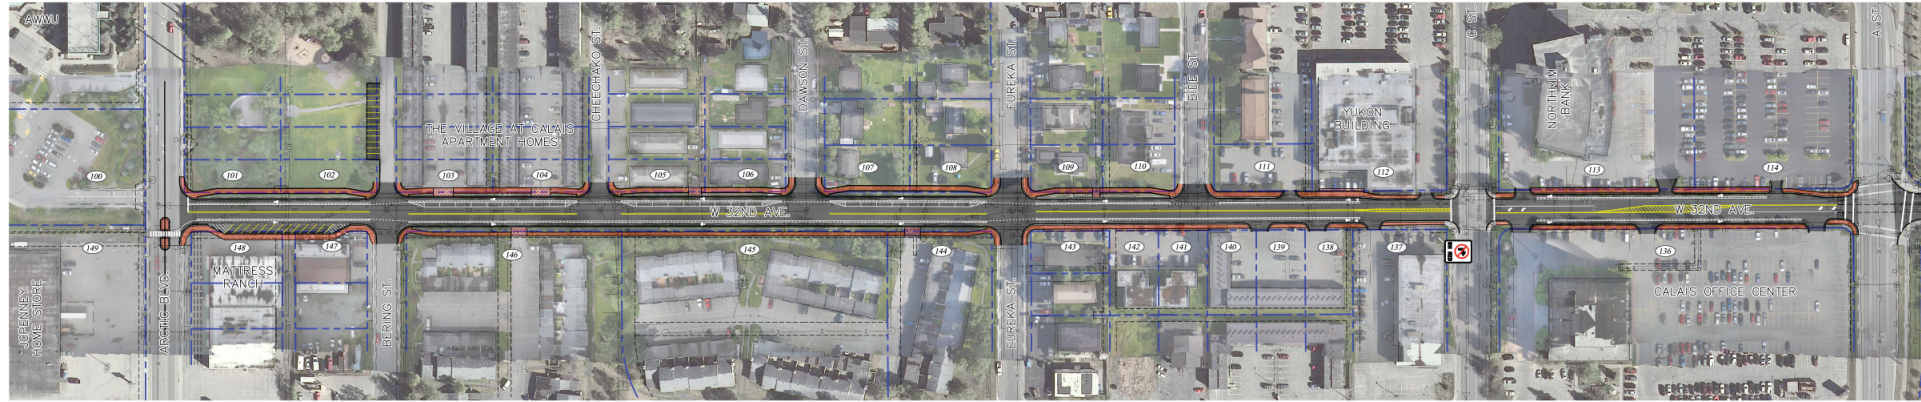 AWWU
100
101
102
103
104
105
106
107
108
109
110
111
112
113
114
THE VILLAGE AT CALAIS
APARTMENT HOMES
CHEECHAKO ST.
DAWSON ST.
EUREKA ST.
EIDE ST.
YUKON
BUILDING
C ST.
NORTHRIM
BANK
A ST.
W 32ND AVE.
W 32ND AVE.
149
148
147
146
145
144
143
142
141
140
139
138
137
136
JCPENNEY
HOME STORE
ARCTIC BLVD.
MATTRESS
RANCH
BERING ST.
EUREKA ST.
CALAIS OFFICE CENTER